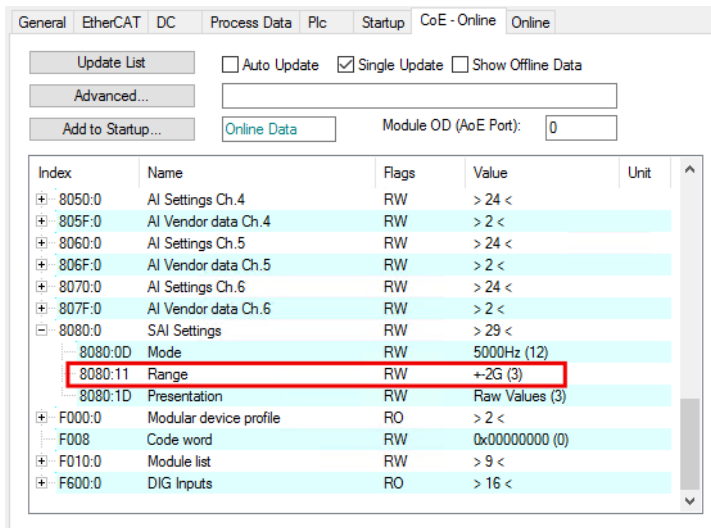 General EtherCAT DC Process Data Plc Startup CoE - Online Online
Update List Auto Update Single Update Show Offline Data
Advanced...
Add to Startup... Online Data Module OD (AoE Port): 0
Index Name Flags Value Unit
8050:0 AI Settings Ch.4 RW > 24 <
805F:0 AI Vendor data Ch.4 RW > 2 <
8060:0 AI Settings Ch.5 RW > 24 <
806F:0 AI Vendor data Ch.5 RW > 2 <
8070:0 AI Settings Ch.6 RW > 24 <
807F:0 AI Vendor data Ch.6 RW > 2 <
8080:0 SAI Settings RW > 29 <
8080:0D Mode RW 5000Hz (12)
8080:11 Range RW +-2G (3)
8080:1D Presentation RW Raw Values (3)
F000:0 Modular device profile RO > 2 <
F008 Code word RW 0x00000000 (0)
F010:0 Module list RW > 9 <
F600:0 DIG Inputs RO > 16 <